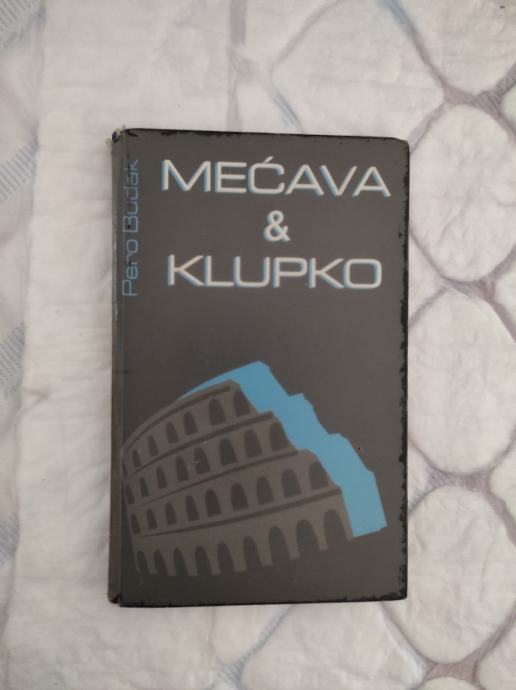 MEĆAVA
&
KLUPKO
Pero Budak